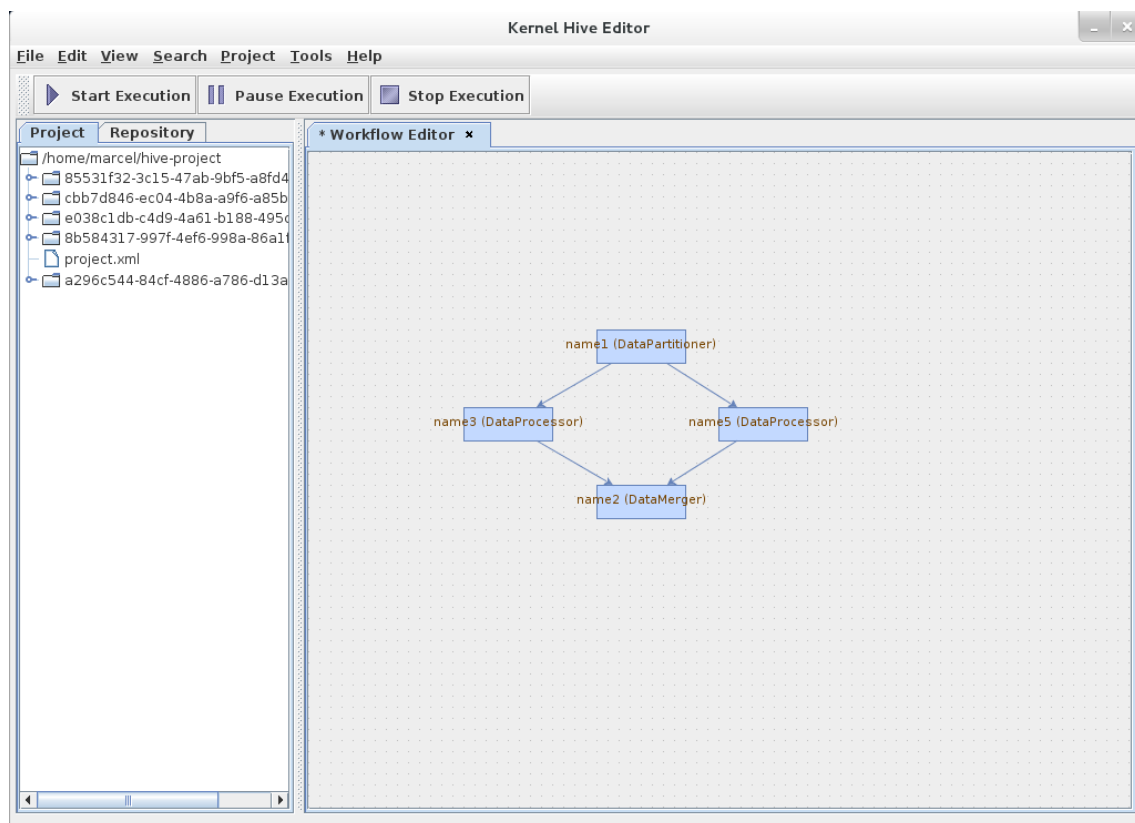 Kernel Hive Editor
File Edit View Search Project Tools Help
Start Execution Pause Execution Stop Execution
Project Repository
* Workflow Editor ×
/home/marcel/hive-project
85531f32-3c15-47ab-9bf5-a8fd4
cbb7d846-ec04-4b8a-a9f6-a85b
e038c1db-c4d9-4a61-b188-495c
8b584317-997f-4ef6-998a-86a1f
project.xml
a296c544-84cf-4886-a786-d13a
name1 (DataPartitioner)
name3 (DataProcessor) name5 (DataProcessor)
name2 (DataMerger)